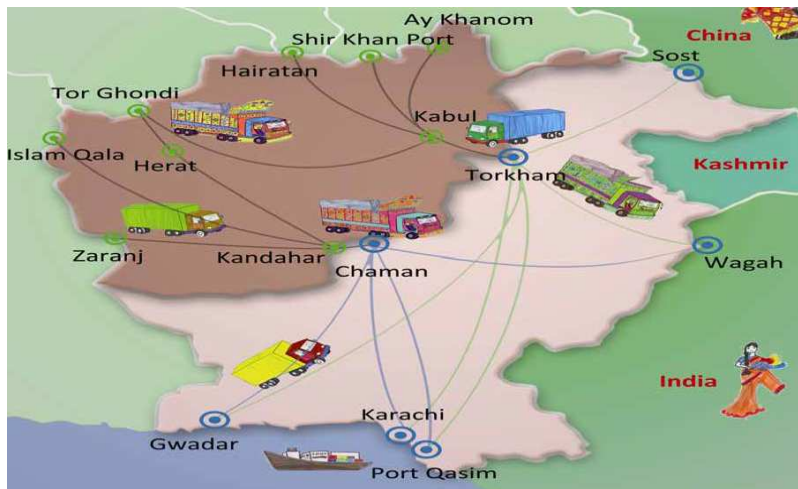 Ay Khanom
China
Shir Khan Port
Sost
Hairatan
Tor Ghondi
Kabul
Islam Qala
Herat
Torkham
Kashmir
Zaranj
Kandahar
Chaman
Wagah
India
Karachi
Gwadar
Port Qasim